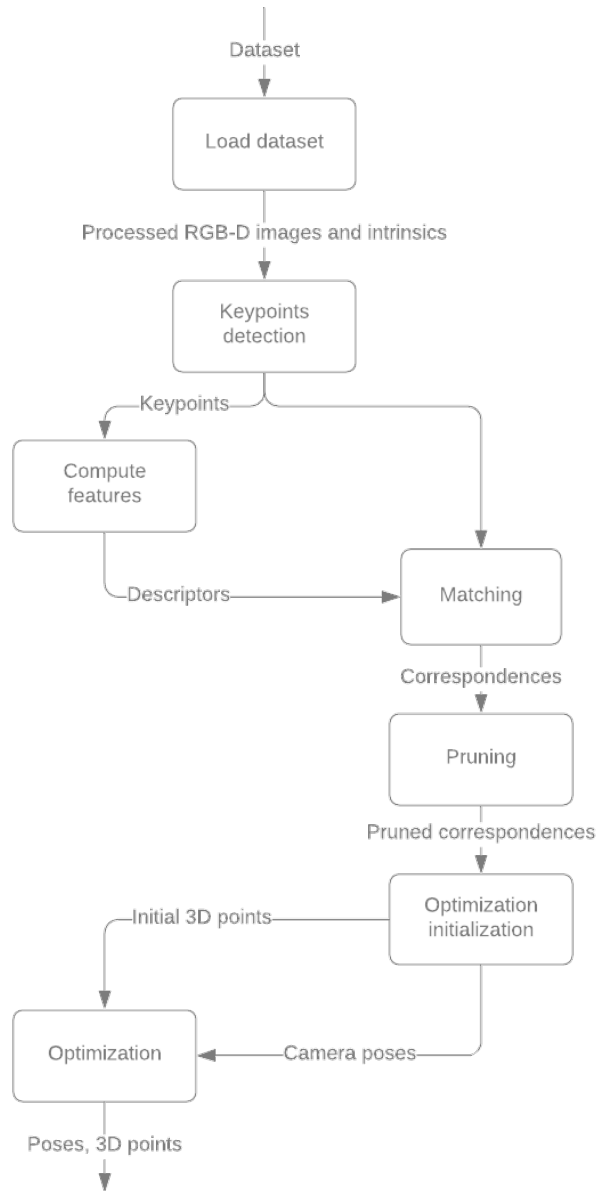 Dataset
Load dataset
Processed RGB-D images and intrinsics
Keypoints
detection
Keypoints
Compute
features
Descriptors
Matching
Correspondences
Pruning
Pruned correspondences
Optimization
initialization
Initial 3D points
Optimization
Camera poses
Poses, 3D points